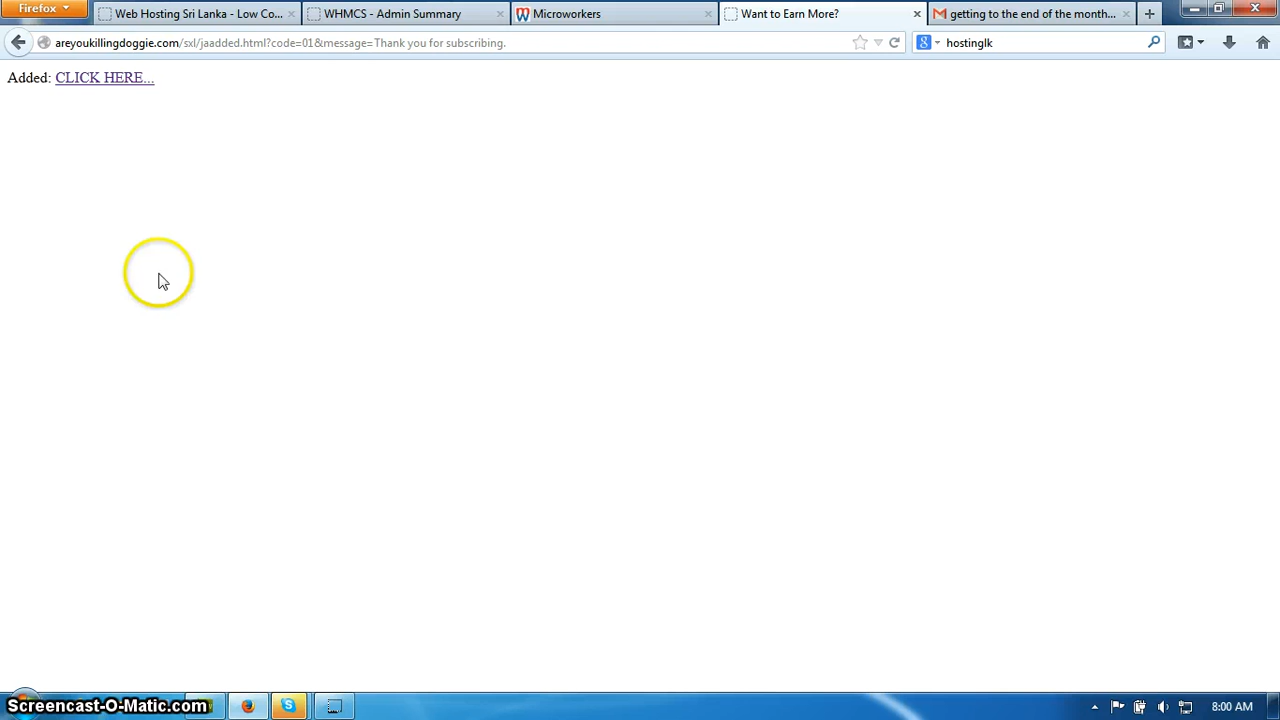 Firefox
Web Hosting Sri Lanka - Low Co...
WHMCS - Admin Summary
Microworkers
Want to Earn More?
getting to the end of the month...
areyoukillingdoggie.com/sxl/jaadded.html?code=01&message=Thank you for subscribing.
hostinglk
Added: CLICK HERE...
Screencast-O-Matic.com
8:00 AM